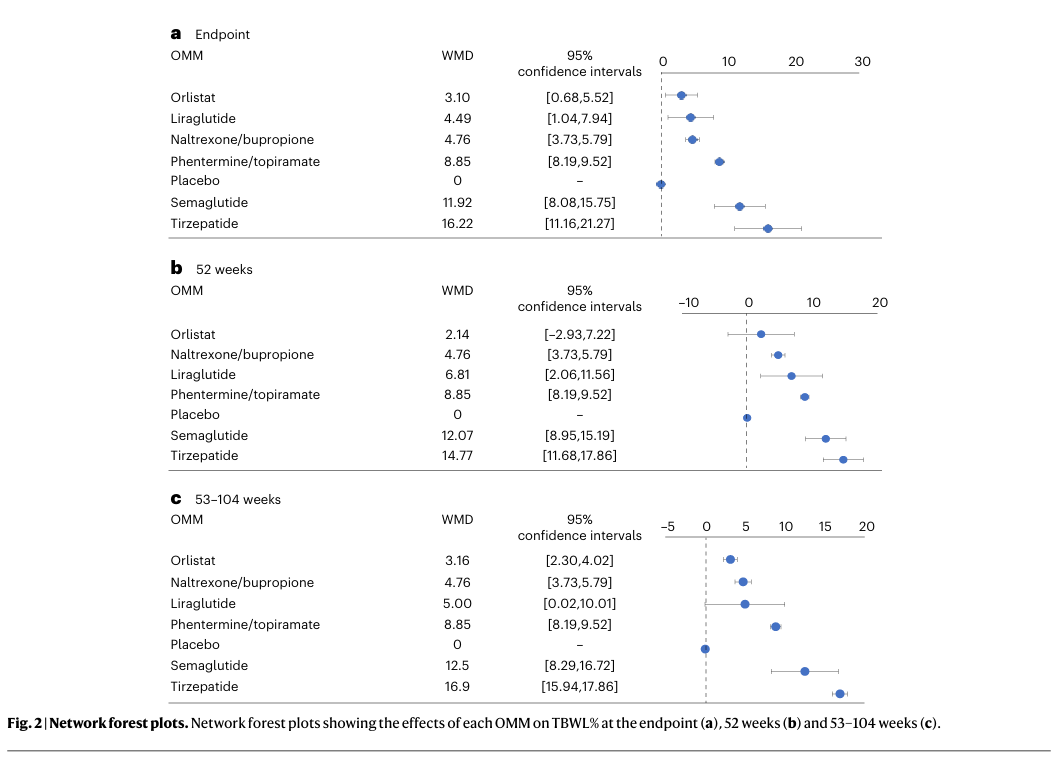 a Endpoint
OMM WMD 95% confidence intervals 0 10 20 30
Orlistat 3.10 [0.68,5.52]
Liraglutide 4.49 [1.04,7.94]
Naltrexone/bupropione 4.76 [3.73,5.79]
Phentermine/topiramate 8.85 [8.19,9.52]
Placebo 0 –
Semaglutide 11.92 [8.08,15.75]
Tirzepatide 16.22 [11.16,21.27]
b 52 weeks
OMM WMD 95% confidence intervals –10 0 10 20
Orlistat 2.14 [–2.93,7.22]
Naltrexone/bupropione 4.76 [3.73,5.79]
Liraglutide 6.81 [2.06,11.56]
Phentermine/topiramate 8.85 [8.19,9.52]
Placebo 0 –
Semaglutide 12.07 [8.95,15.19]
Tirzepatide 14.77 [11.68,17.86]
c 53–104 weeks
OMM WMD 95% confidence intervals –5 0 5 10 15 20
Orlistat 3.16 [2.30,4.02]
Naltrexone/bupropione 4.76 [3.73,5.79]
Liraglutide 5.00 [0.02,10.01]
Phentermine/topiramate 8.85 [8.19,9.52]
Placebo 0 –
Semaglutide 12.5 [8.29,16.72]
Tirzepatide 16.9 [15.94,17.86]
Fig. 2 | Network forest plots. Network forest plots showing the effects of each OMM on TBWL% at the endpoint (a), 52 weeks (b) and 53–104 weeks (c).